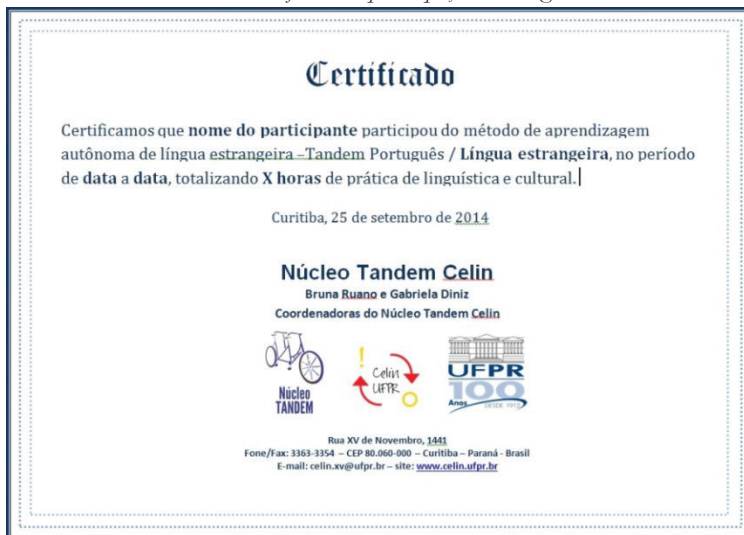 Certificado
Certificamos que nome do participante participou do método de aprendizagem
autônoma de língua estrangeira –Tandem Português / Língua estrangeira, no período
de data a data, totalizando X horas de prática de linguística e cultural.
Curitiba, 25 de setembro de 2014
Núcleo Tandem Celin
Bruna Ruano e Gabriela Diniz
Coordenadoras do Núcleo Tandem Celin
Núcleo
TANDEM
Celin
UFPR
UFPR
100
Anos DESDE 1912
Rua XV de Novembro, 1441
Fone/Fax: 3363-3354 – CEP 80.060-000 – Curitiba – Paraná - Brasil
E-mail: celin.xv@ufpr.br – site: www.celin.ufpr.br